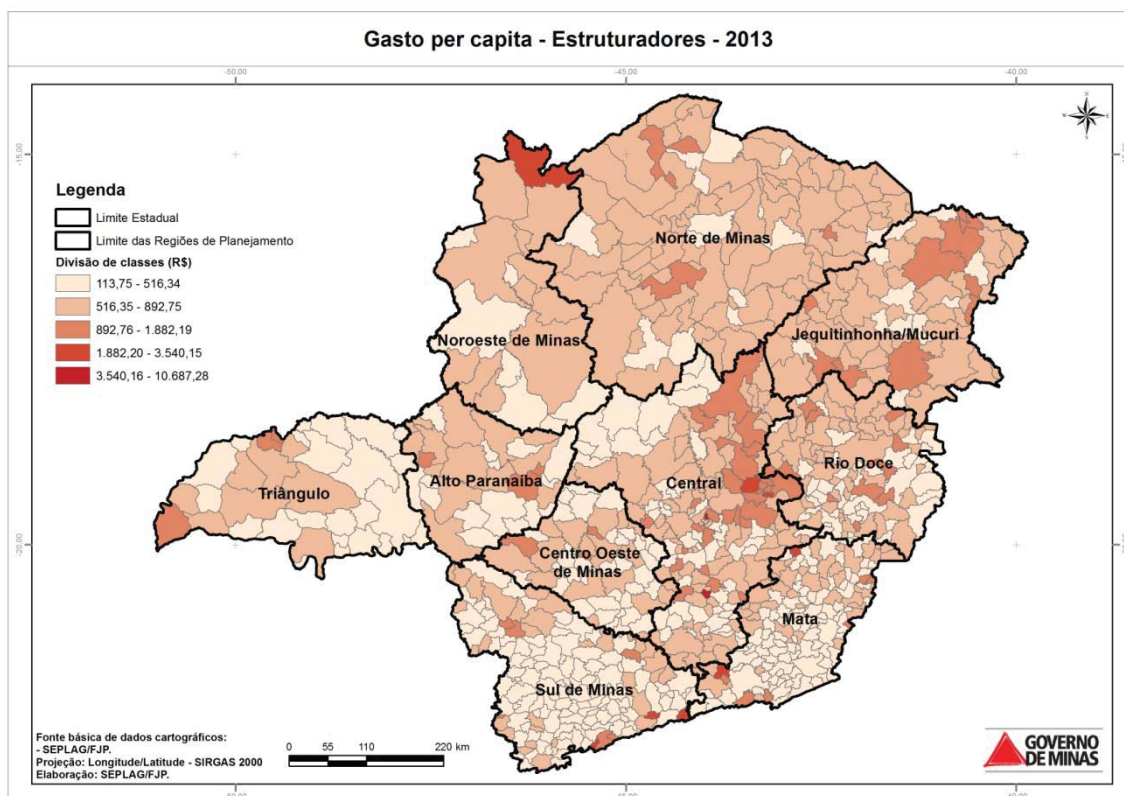 Gasto per capita - Estruturadores - 2013
-50,00
-45,00
-40,00
-15,00
Legenda
Limite Estadual
Limite das Regiões de Planejamento
Divisão de classes (R$)
113,75 - 516,34
516,35 - 892,75
892,76 - 1.882,19
1.882,20 - 3.540,15
3.540,16 - 10.687,28
Norte de Minas
Noroeste de Minas
Jequitinhonha/Mucuri
Triângulo
Alto Paranaíba
Central
Rio Doce
-20,00
Centro Oeste
de Minas
Mata
Sul de Minas
Fonte básica de dados cartográficos:
- SEPLAG/FJP.
Projeção: Longitude/Latitude - SIRGAS 2000
Elaboração: SEPLAG/FJP.
0 55 110 220 km
GOVERNO
DE MINAS